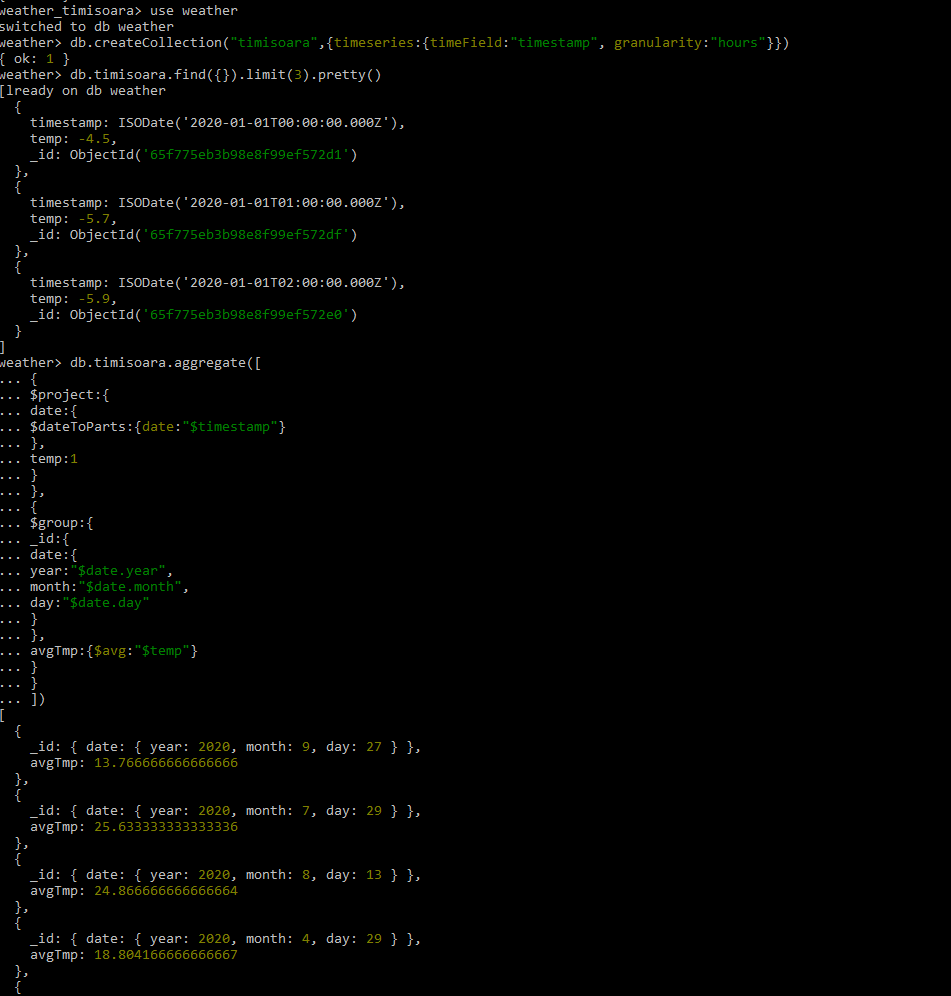 weather_timisoara> use weather
switched to db weather
weather> db.createCollection("timisoara",{timeseries:{timeField:"timestamp", granularity:"hours"}})
{ ok: 1 }
weather> db.timisoara.find({}).limit(3).pretty()
[lready on db weather
  {
    timestamp: ISODate('2020-01-01T00:00:00.000Z'),
    temp: -4.5,
    _id: ObjectId('65f775eb3b98e8f99ef572d1')
  },
  {
    timestamp: ISODate('2020-01-01T01:00:00.000Z'),
    temp: -5.7,
    _id: ObjectId('65f775eb3b98e8f99ef572df')
  },
  {
    timestamp: ISODate('2020-01-01T02:00:00.000Z'),
    temp: -5.9,
    _id: ObjectId('65f775eb3b98e8f99ef572e0')
  }
]
weather> db.timisoara.aggregate([
... {
... $project:{
... date:{
... $dateToParts:{date:"$timestamp"}
... },
... temp:1
... }
... },
... {
... $group:{
... _id:{
... date:{
... year:"$date.year",
... month:"$date.month",
... day:"$date.day"
... }
... },
... avgTmp:{$avg:"$temp"}
... }
... }
... ])
[
  {
    _id: { date: { year: 2020, month: 9, day: 27 } },
    avgTmp: 13.766666666666666
  },
  {
    _id: { date: { year: 2020, month: 7, day: 29 } },
    avgTmp: 25.633333333333336
  },
  {
    _id: { date: { year: 2020, month: 8, day: 13 } },
    avgTmp: 24.866666666666664
  },
  {
    _id: { date: { year: 2020, month: 4, day: 29 } },
    avgTmp: 18.804166666666667
  },
  {